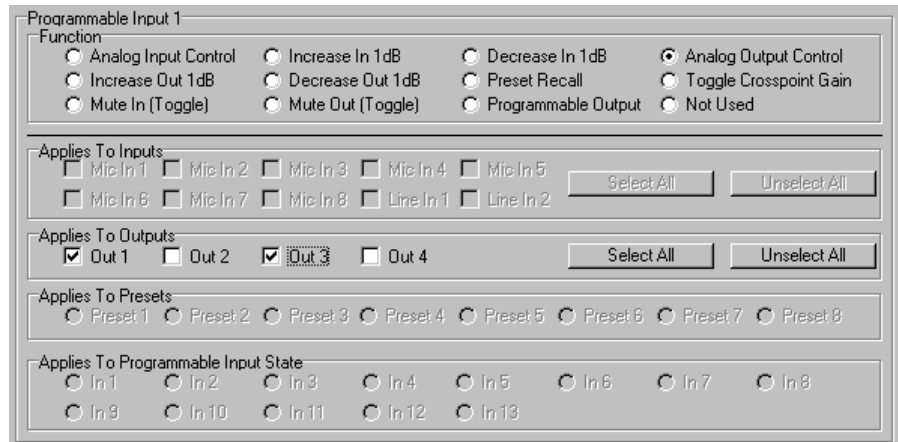 Programmable Input 1
Function
Analog Input Control Increase In 1dB Decrease In 1dB Analog Output Control
Increase Out 1dB Decrease Out 1dB Preset Recall Toggle Crosspoint Gain
Mute In (Toggle) Mute Out (Toggle) Programmable Output Not Used
Applies To Inputs
Mic In 1 Mic In 2 Mic In 3 Mic In 4 Mic In 5
Select All Unselect All
Mic In 6 Mic In 7 Mic In 8 Line In 1 Line In 2
Applies To Outputs
Out 1 Out 2 Out 3 Out 4 Select All Unselect All
Applies To Presets
Preset 1 Preset 2 Preset 3 Preset 4 Preset 5 Preset 6 Preset 7 Preset 8
Applies To Programmable Input State
In 1 In 2 In 3 In 4 In 5 In 6 In 7 In 8
In 9 In 10 In 11 In 12 In 13